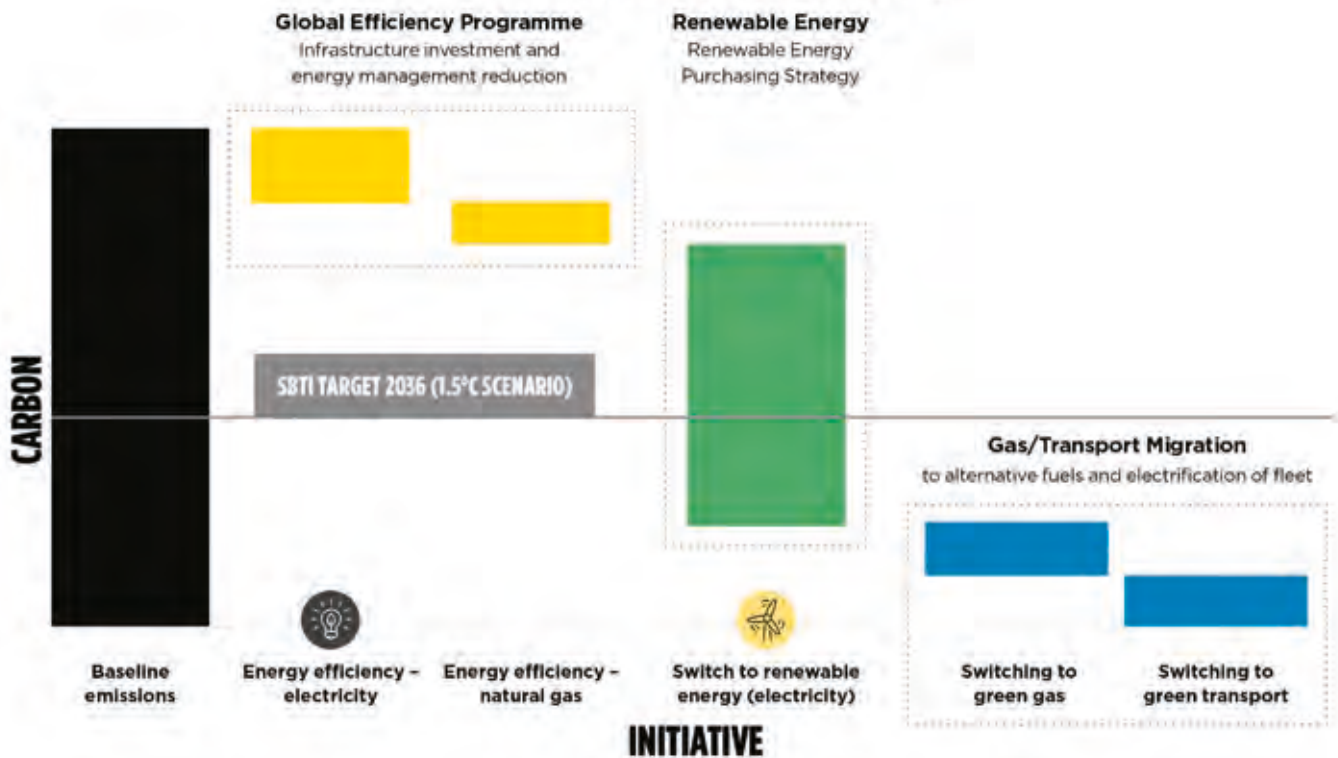 Global Efficiency Programme
Infrastructure investment and
energy management reduction
Renewable Energy
Renewable Energy
Purchasing Strategy
CARBON
SBTI TARGET 2036 (1.5°C SCENARIO)
Gas/Transport Migration
to alternative fuels and electrification of fleet
Baseline
emissions
Energy efficiency –
electricity
Energy efficiency –
natural gas
Switch to renewable
energy (electricity)
Switching to
green gas
Switching to
green transport
INITIATIVE